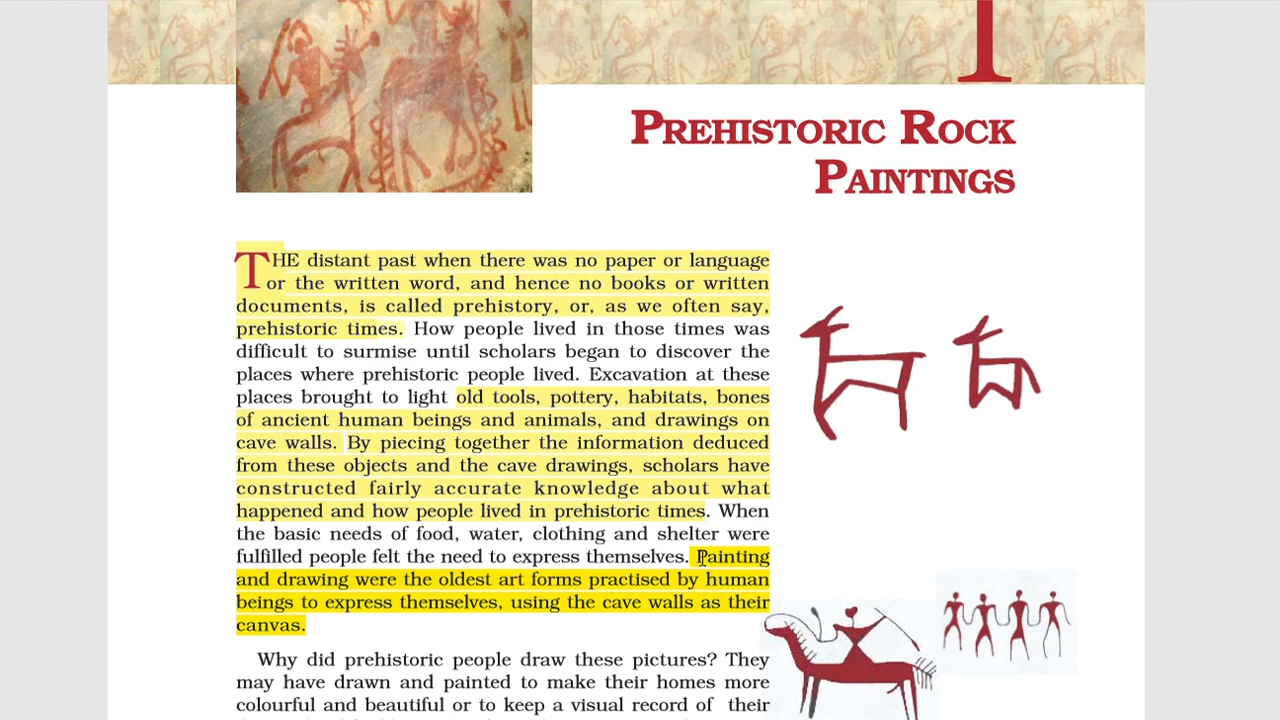 1
PREHISTORIC ROCK
PAINTINGS
THE distant past when there was no paper or language
or the written word, and hence no books or written
documents, is called prehistory, or, as we often say,
prehistoric times. How people lived in those times was
difficult to surmise until scholars began to discover the
places where prehistoric people lived. Excavation at these
places brought to light old tools, pottery, habitats, bones
of ancient human beings and animals, and drawings on
cave walls. By piecing together the information deduced
from these objects and the cave drawings, scholars have
constructed fairly accurate knowledge about what
happened and how people lived in prehistoric times. When
the basic needs of food, water, clothing and shelter were
fulfilled people felt the need to express themselves. Painting
and drawing were the oldest art forms practised by human
beings to express themselves, using the cave walls as their
canvas.
Why did prehistoric people draw these pictures? They
may have drawn and painted to make their homes more
colourful and beautiful or to keep a visual record of their